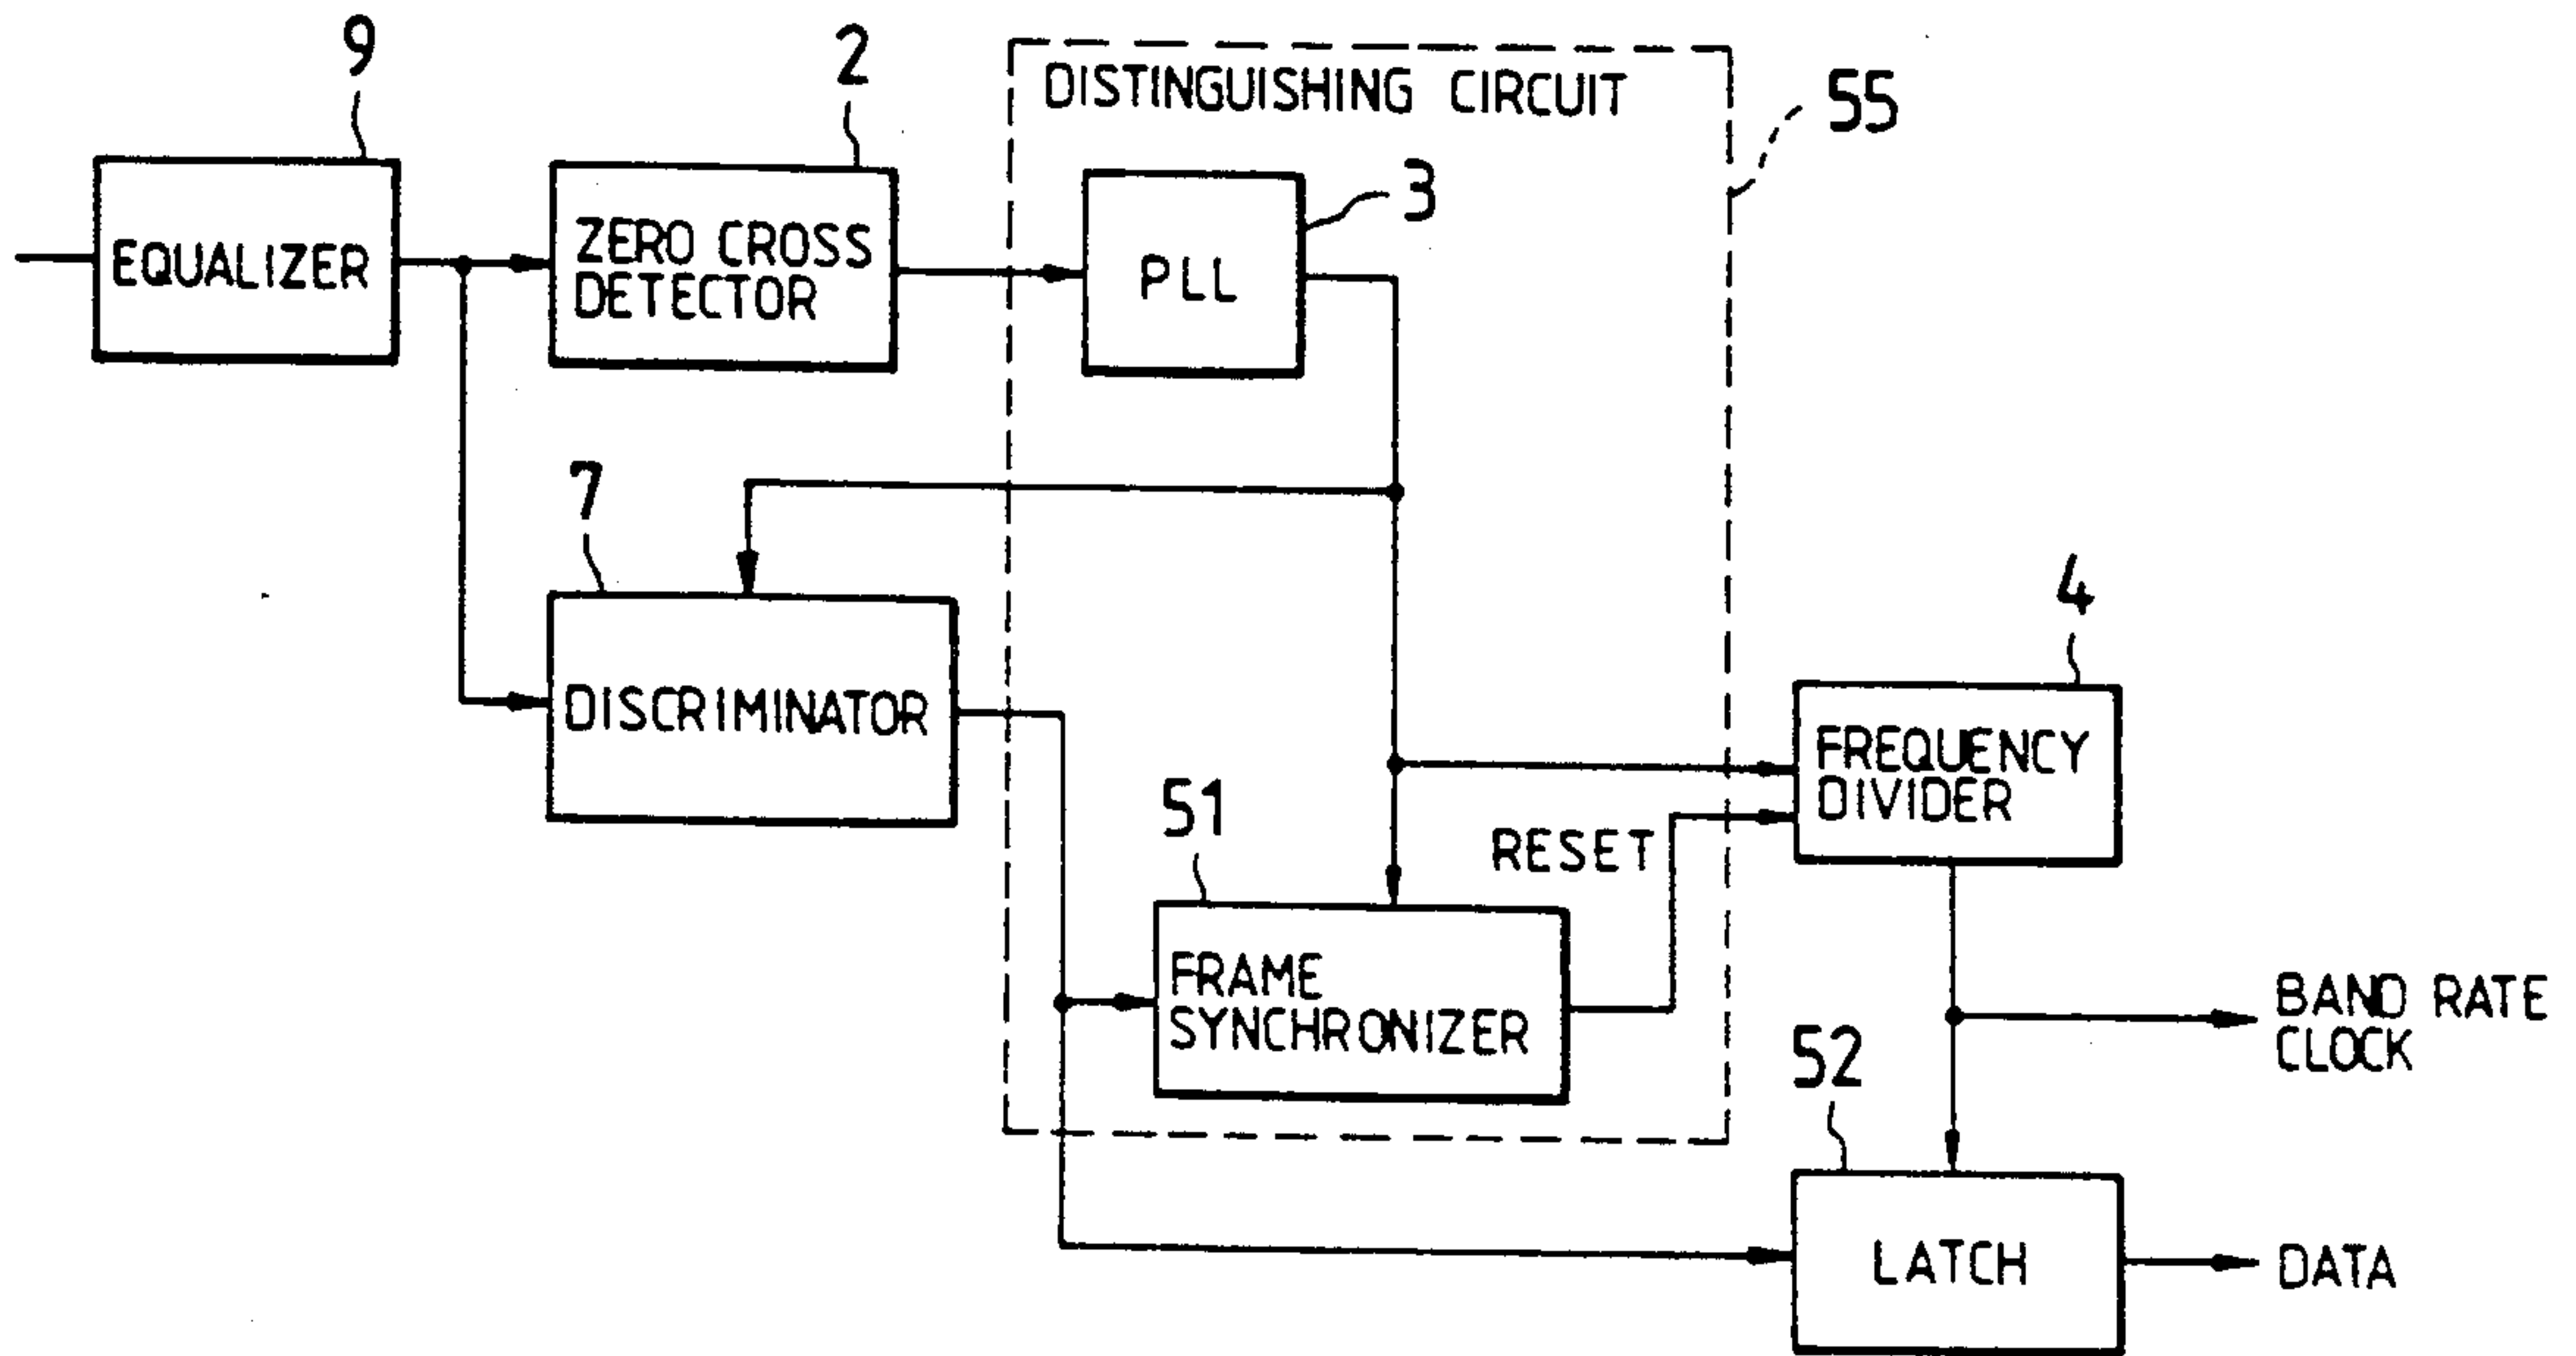 9
2
DISTINGUISHING CIRCUIT
55
EQUALIZER
ZERO CROSS
DETECTOR
PLL
3
7
DISCRIMINATOR
4
FREQUENCY
DIVIDER
51
RESET
FRAME
SYNCHRONIZER
BAND RATE
CLOCK
52
LATCH
DATA